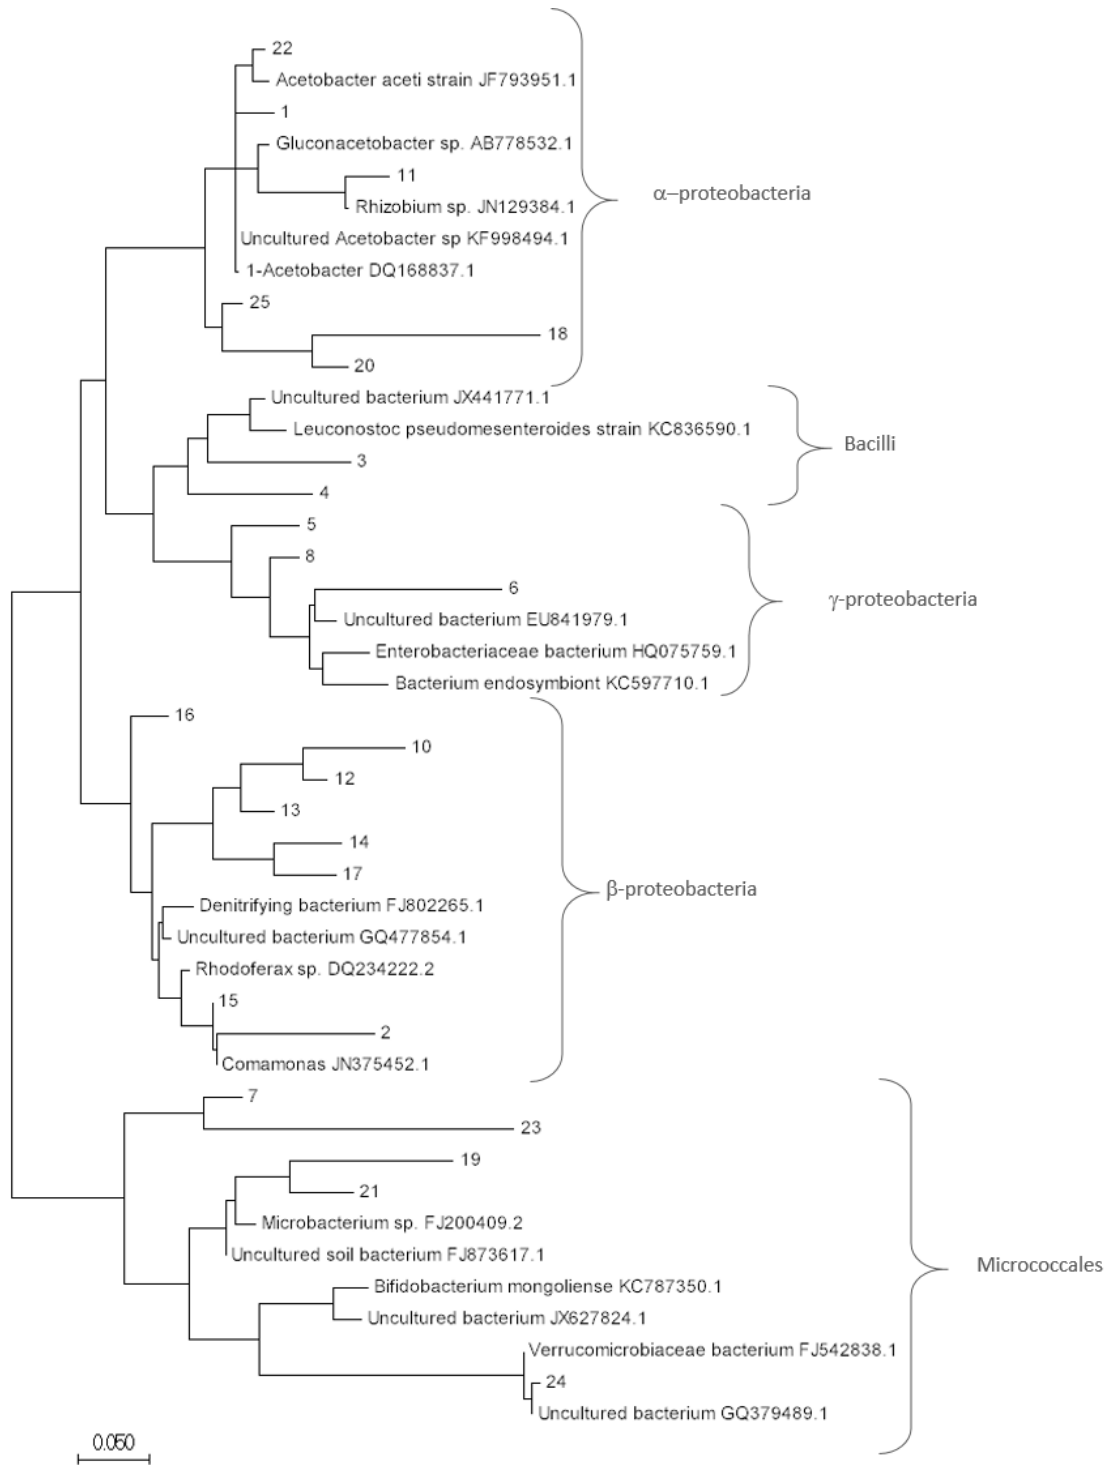 22
Acetobacter aceti strain JF793951.1
1
Gluconacetobacter sp. AB778532.1
11
α–proteobacteria
Rhizobium sp. JN129384.1
Uncultured Acetobacter sp KF998494.1
1-Acetobacter DQ168837.1
25
18
20
Uncultured bacterium JX441771.1
Leuconostoc pseudomesenteroides strain KC836590.1
Bacilli
3
4
5
8
6
γ-proteobacteria
Uncultured bacterium EU841979.1
Enterobacteriaceae bacterium HQ075759.1
Bacterium endosymbiont KC597710.1
16
10
12
13
14
17
β-proteobacteria
Denitrifying bacterium FJ802265.1
Uncultured bacterium GQ477854.1
Rhodoferax sp. DQ234222.2
15
2
Comamonas JN375452.1
7
23
19
21
Microbacterium sp. FJ200409.2
Uncultured soil bacterium FJ873617.1
Micrococcales
Bifidobacterium mongoliense KC787350.1
Uncultured bacterium JX627824.1
Verrucomicrobiaceae bacterium FJ542838.1
24
Uncultured bacterium GQ379489.1
0.050